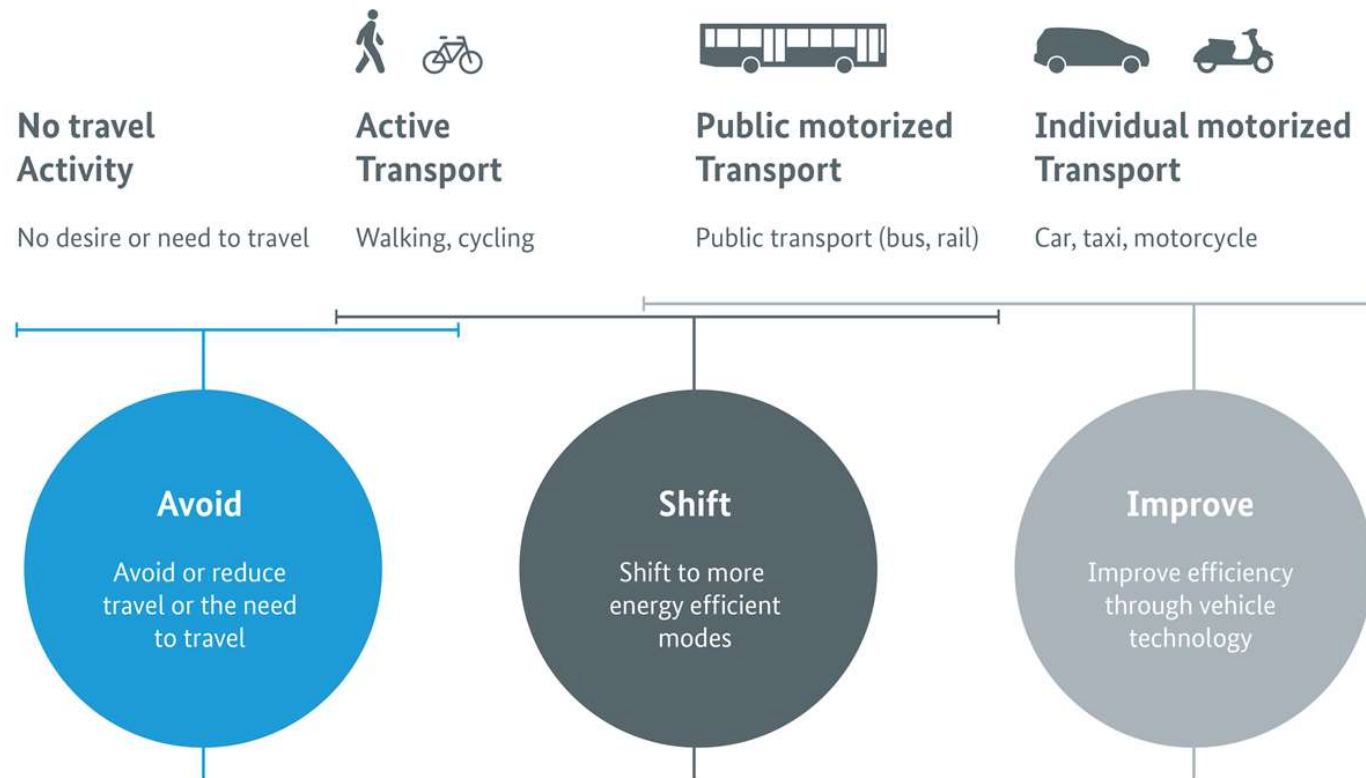 No travel
Activity
No desire or need to travel
Active
Transport
Walking, cycling
Public motorized
Transport
Public transport (bus, rail)
Individual motorized
Transport
Car, taxi, motorcycle
Avoid
Avoid or reduce
travel or the need
to travel
Shift
Shift to more
energy efficient
modes
Improve
Improve efficiency
through vehicle
technology